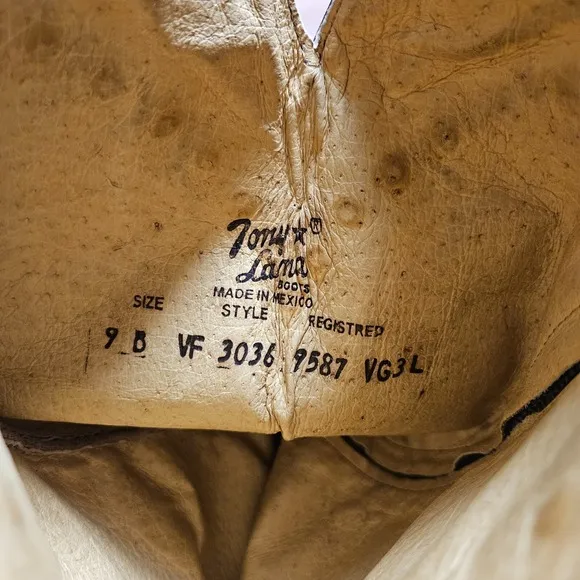 Tony★®
Lama
BOOTS
MADE IN MEXICO
SIZE STYLE REGISTRED
9 B VF 3036 9587 VG3L